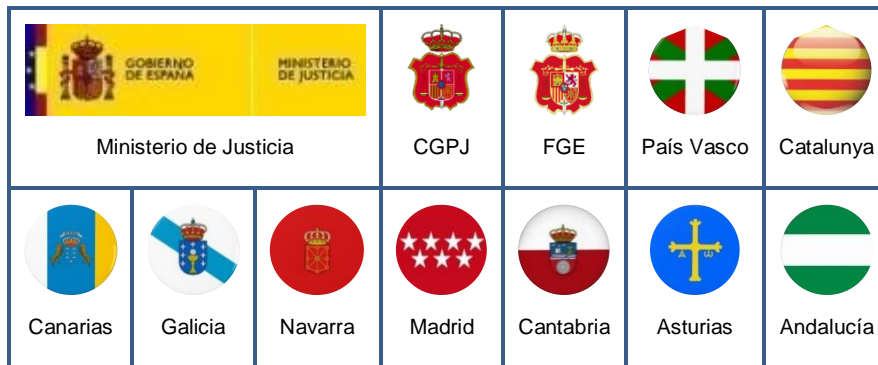 GOBIERNO
DE ESPAÑA
MINISTERIO
DE JUSTICIA
Ministerio de Justicia
CGPJ
FGE
País Vasco
Catalunya
Canarias
Galicia
Navarra
Madrid
Cantabria
Asturias
Andalucía